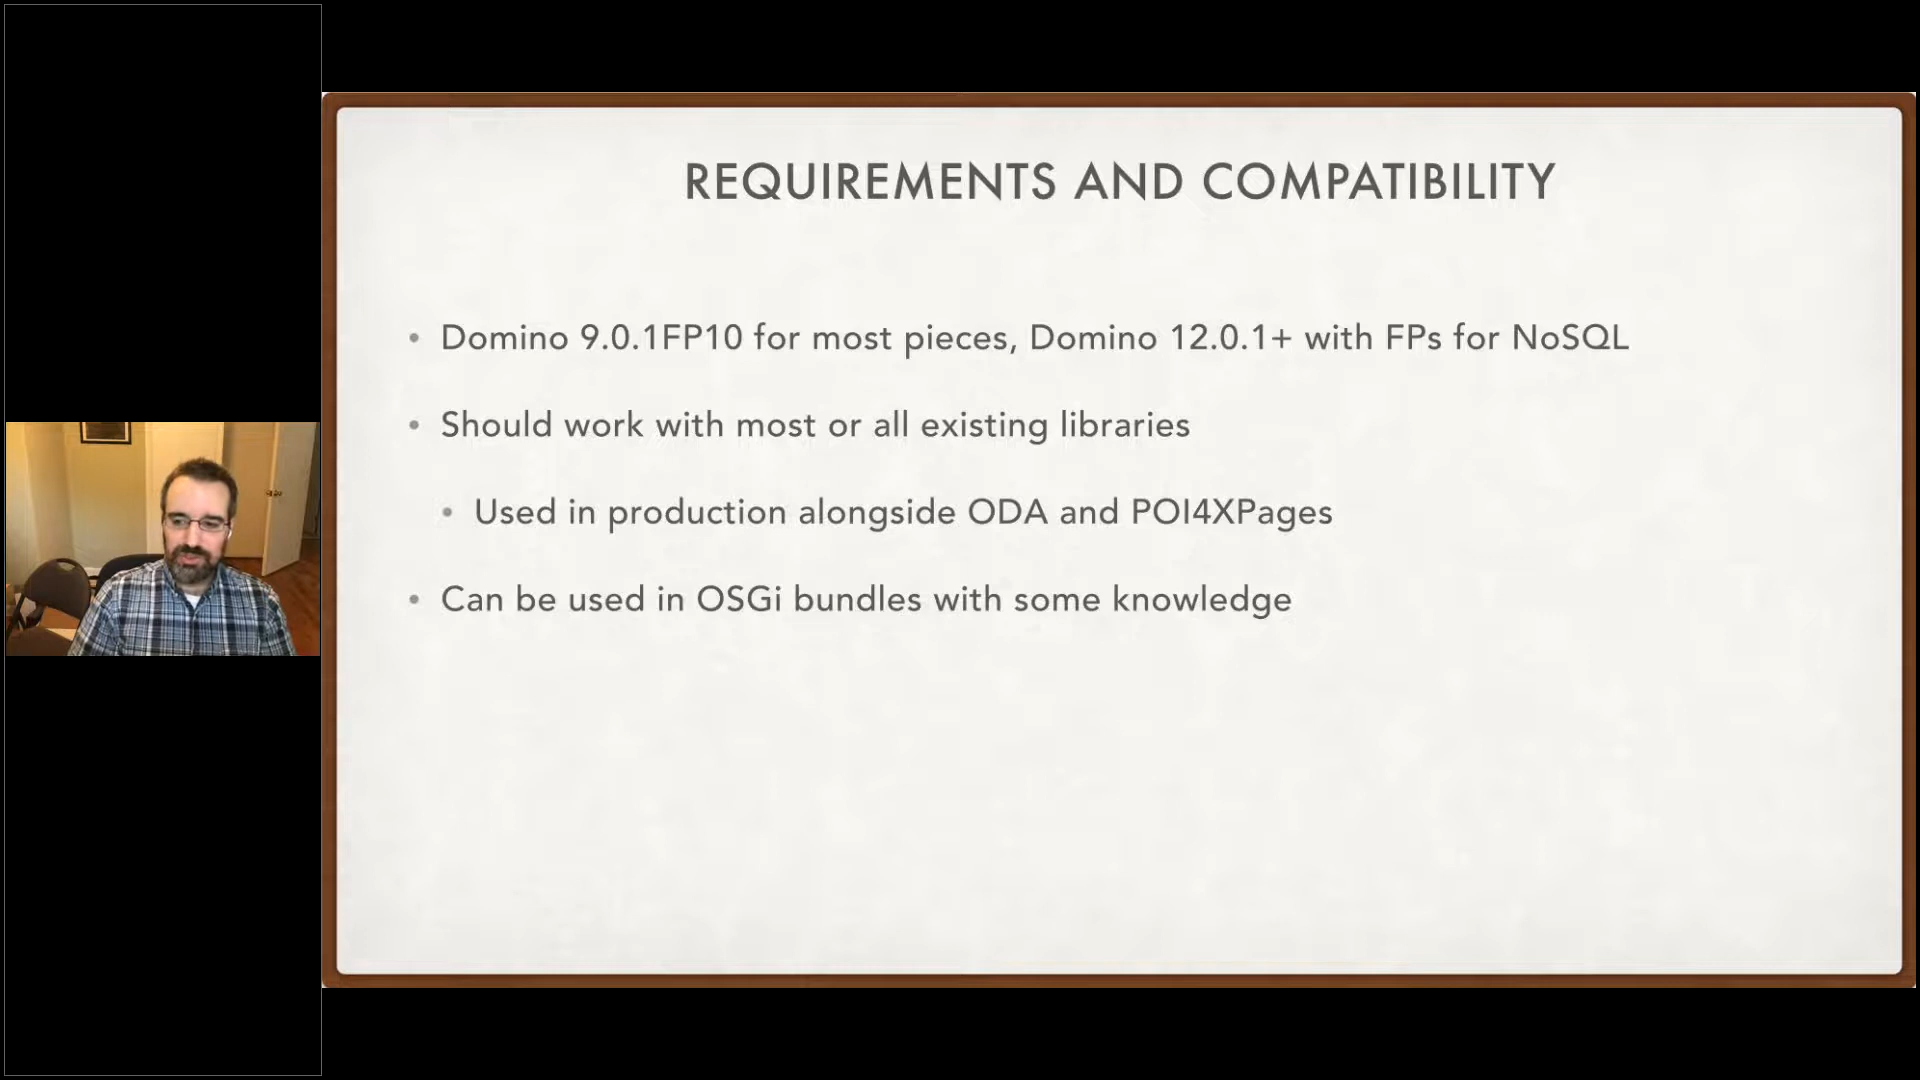 REQUIREMENTS AND COMPATIBILITY
• Domino 9.0.1FP10 for most pieces, Domino 12.0.1+ with FPs for NoSQL
• Should work with most or all existing libraries
• Used in production alongside ODA and POI4XPages
• Can be used in OSGi bundles with some knowledge